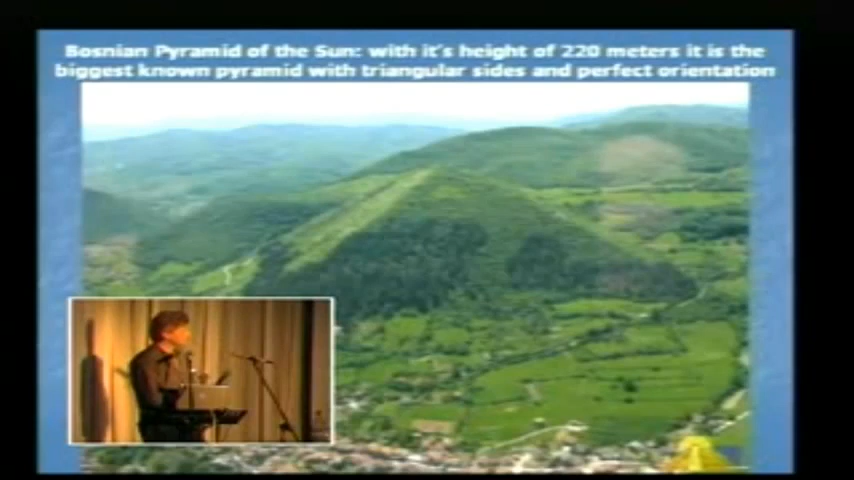 Bosnian Pyramid of the Sun: with it's height of 220 meters it is the
biggest known pyramid with triangular sides and perfect orientation